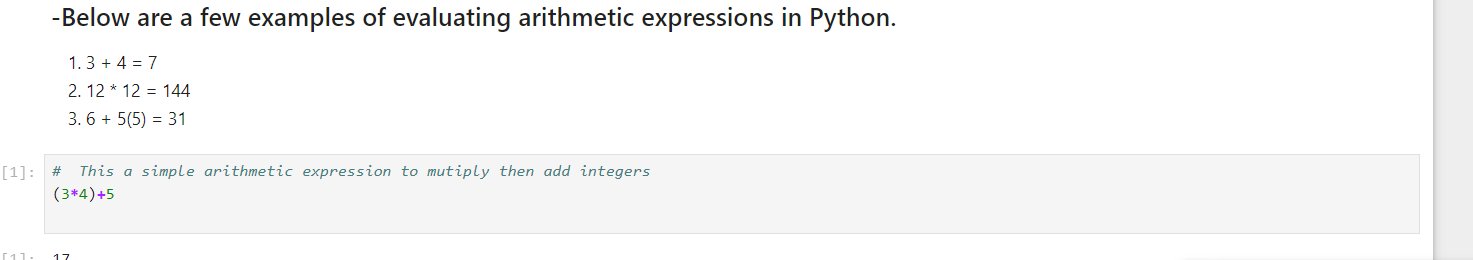 -Below are a few examples of evaluating arithmetic expressions in Python.
1. 3 + 4 = 7
2. 12 * 12 = 144
3. 6 + 5(5) = 31
[1]: #  This a simple arithmetic expression to mutiply then add integers
(3*4)+5
[1]: 17